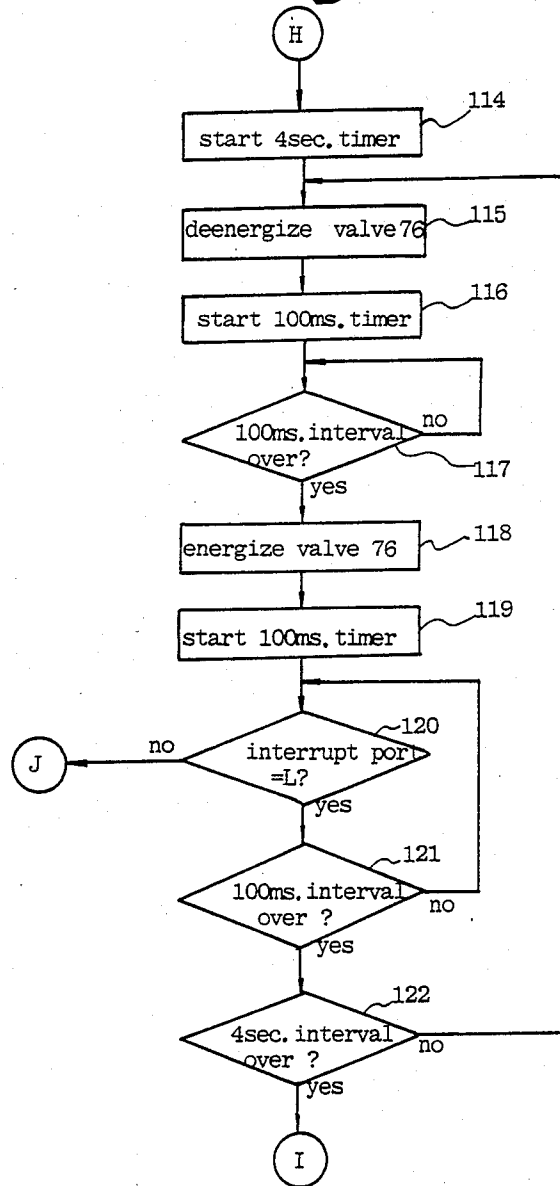 H
114
start 4sec.timer
115
deenergize valve 76
116
start 100ms.timer
100ms.interval
over?
no
117
yes
118
energize valve 76
119
start 100ms.timer
120
no
interrupt port
=L?
J
yes
121
100ms.interval
over ?
no
yes
122
4sec.interval
over ?
no
yes
I